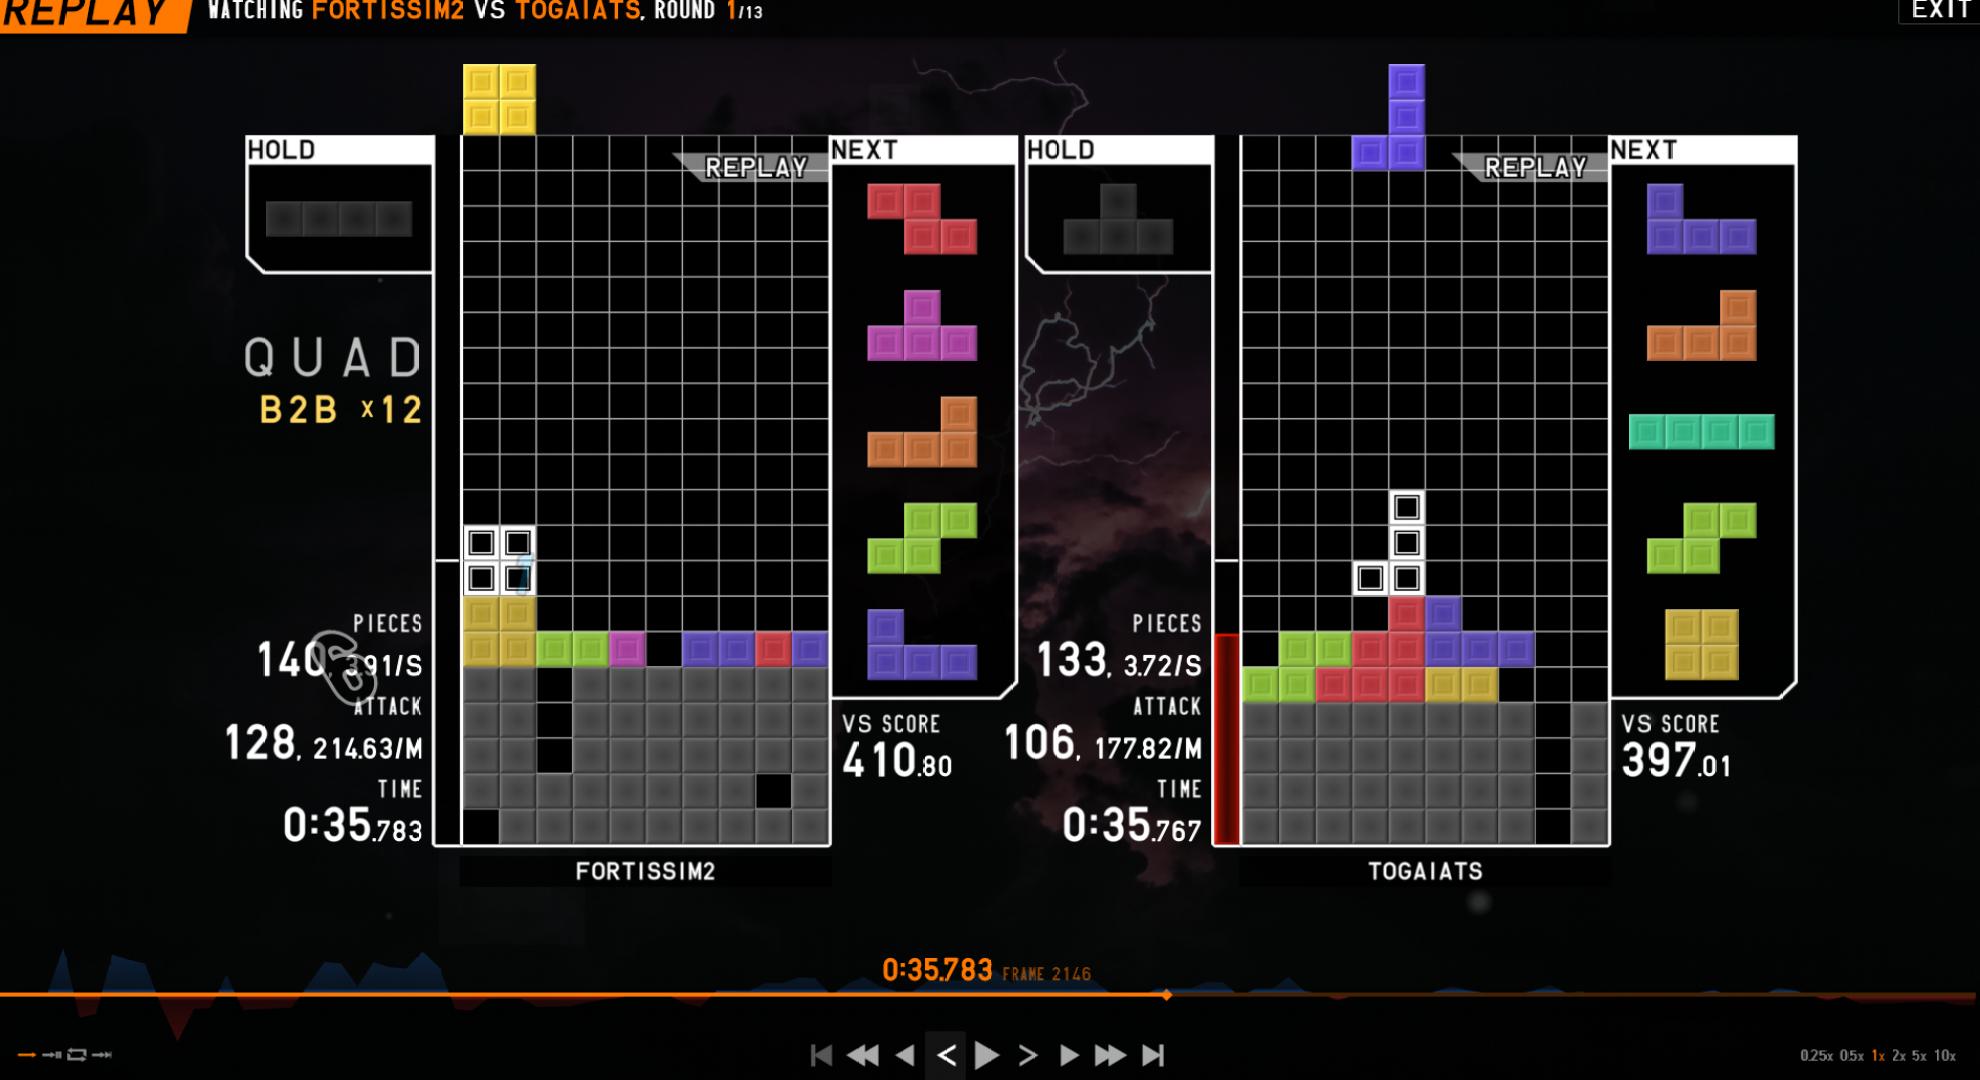 REPLAY
WATCHING FORTISSIM2 VS TOGAIATS, ROUND 1/13
EXIT
HOLD
REPLAY
NEXT
QUAD
B2B x12
PIECES
140, 3.91/S
ATTACK
128, 214.63/M
TIME
0:35.783
VS SCORE
410.80
FORTISSIM2
HOLD
REPLAY
NEXT
PIECES
133, 3.72/S
ATTACK
106, 177.82/M
TIME
0:35.767
VS SCORE
397.01
TOGAIATS
0:35.783 FRAME 2146
0.25x 0.5x 1x 2x 5x 10x